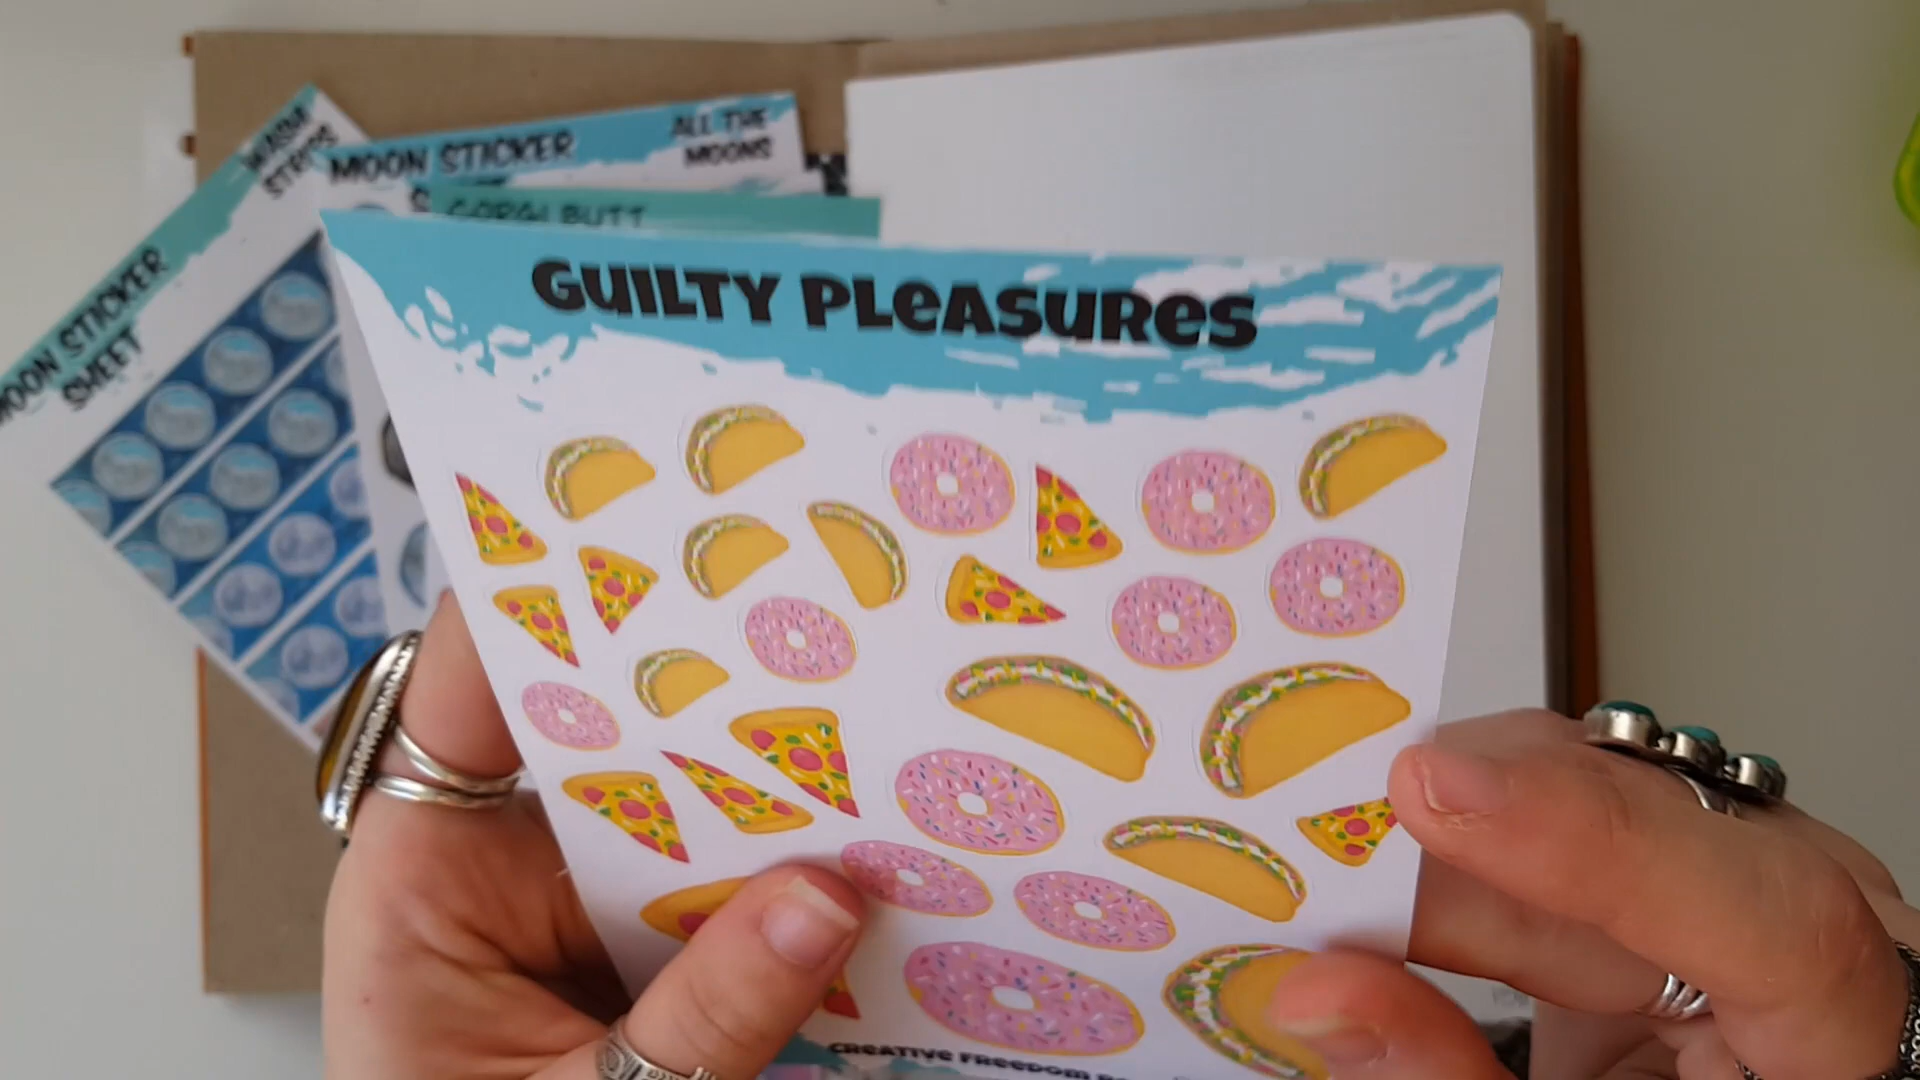 WASHI
STRIPS
MOON STICKER
SHEET
MOON STICKER
ALL THE
MOONS
CORGI BUTT
GUILTY PLEASURES
CREATIVE FREEDOM